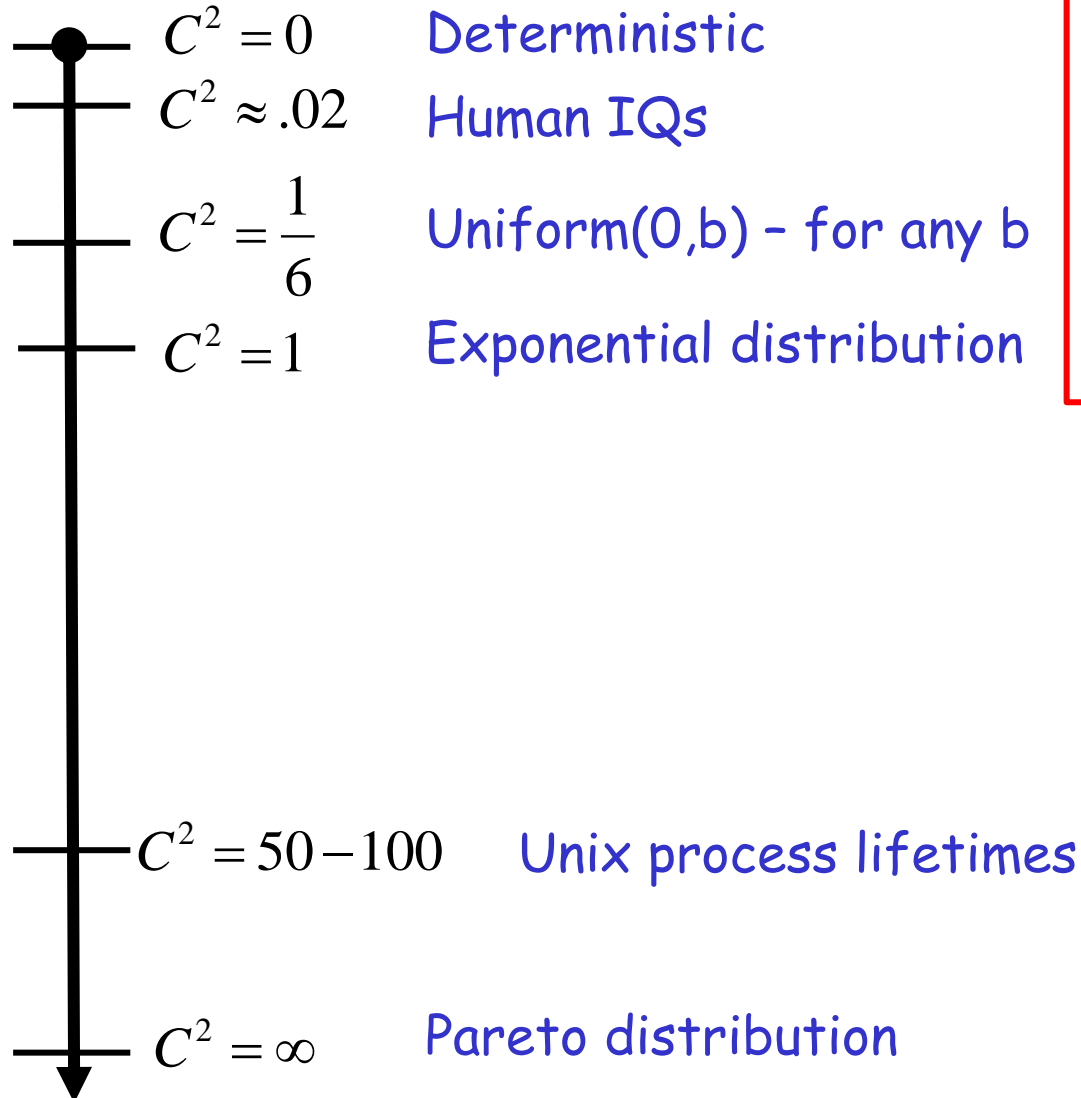 C² = 0 Deterministic
C² ≈ .02 Human IQs
C² = 1/6 Uniform(0,b) – for any b
C² = 1 Exponential distribution
C² = 50 – 100 Unix process lifetimes
C² = ∞ Pareto distribution